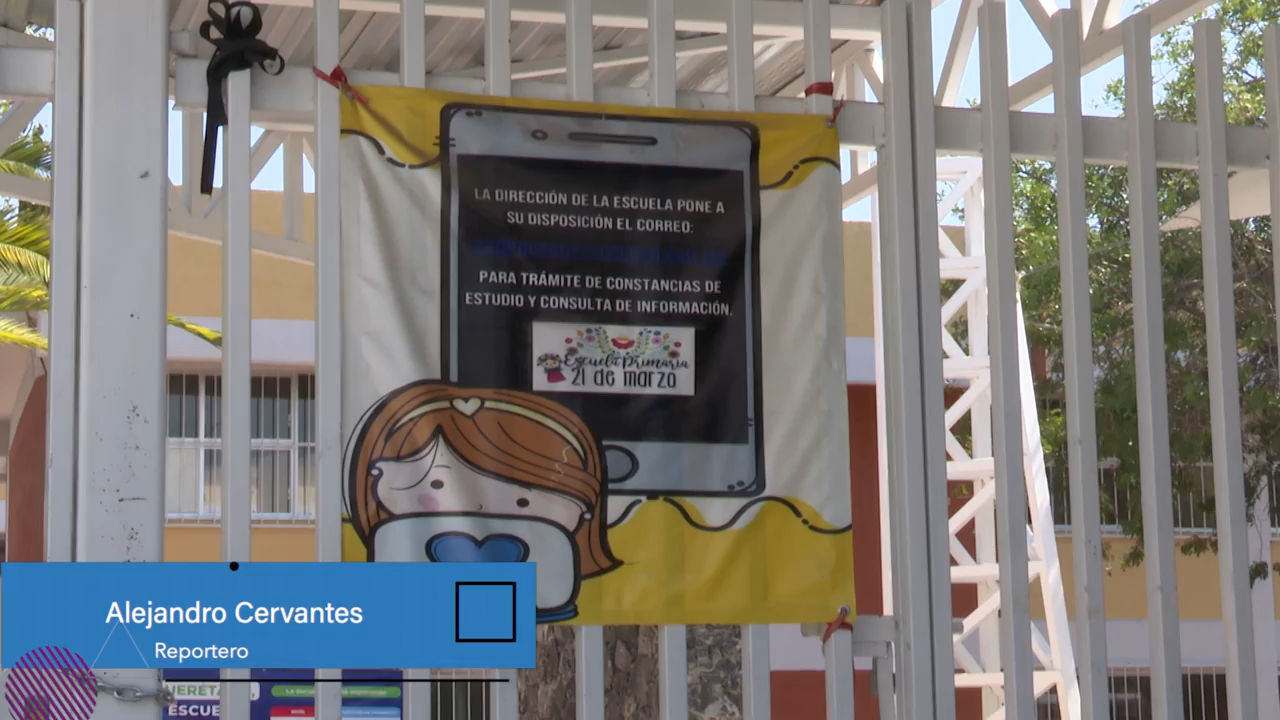 LA DIRECCIÓN DE LA ESCUELA PONE A
SU DISPOSICIÓN EL CORREO:
PARA TRÁMITE DE CONSTANCIAS DE
ESTUDIO Y CONSULTA DE INFORMACIÓN.
Escuela Primaria
21 de marzo
Alejandro Cervantes
Reportero